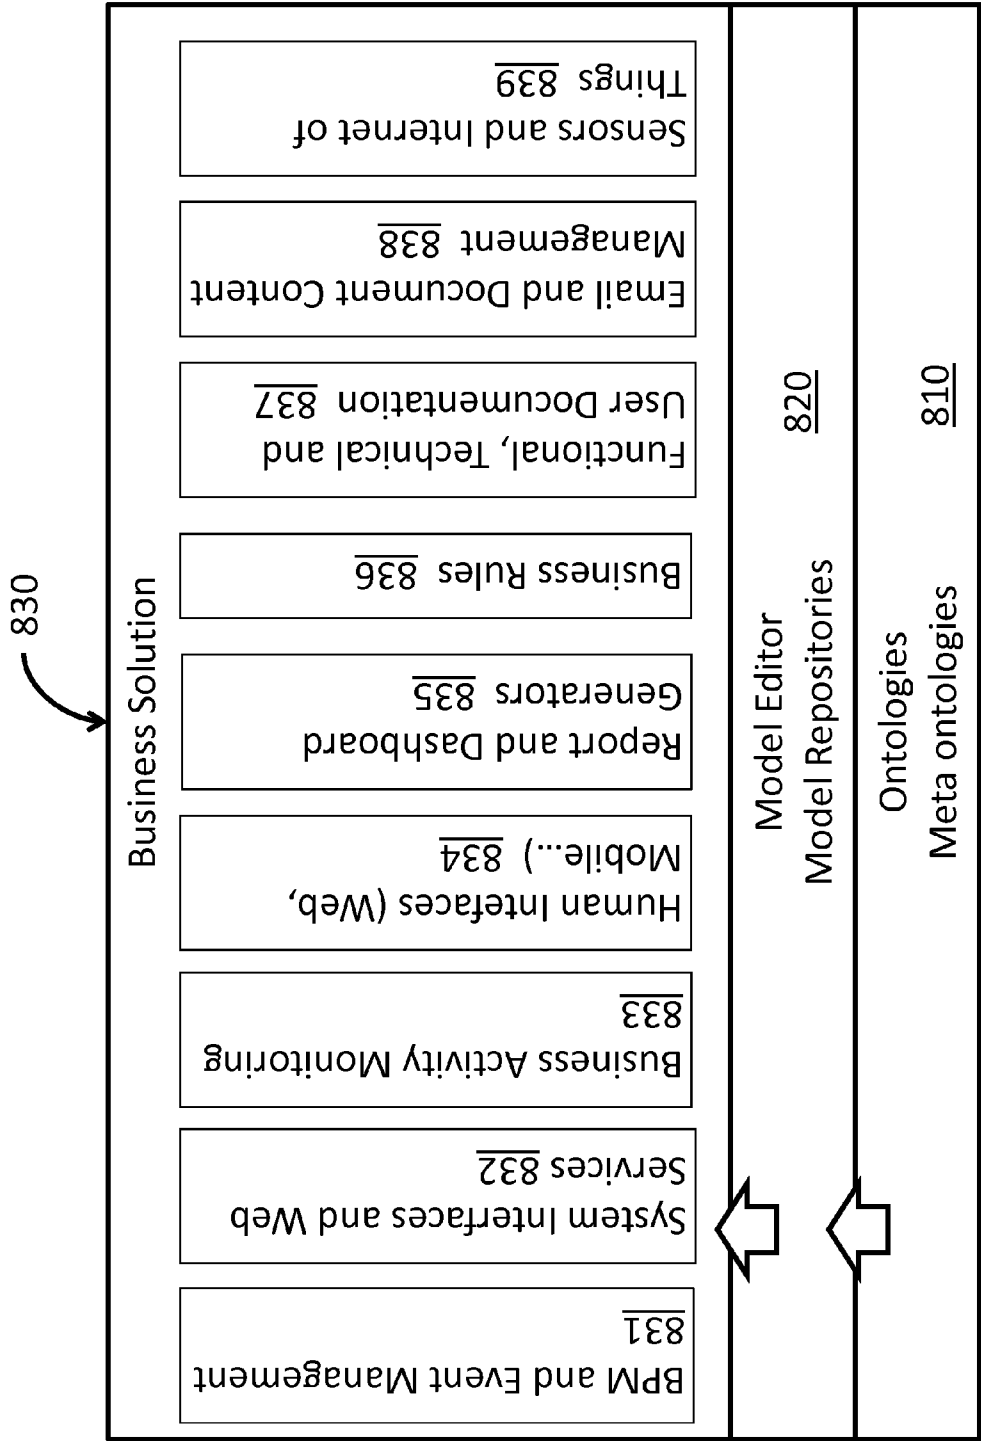 830
Business Solution
BPM and Event Management
831
System Interfaces and Web
Services 832
Business Activity Monitoring
833
Human Intefaces (Web,
Mobile...) 834
Report and Dashboard
Generators 835
Business Rules 836
Functional, Technical and
User Documentation 837
Email and Document Content
Management 838
Sensors and Internet of
Things 839
Model Editor
Model Repositories
820
Ontologies
Meta ontologies
810